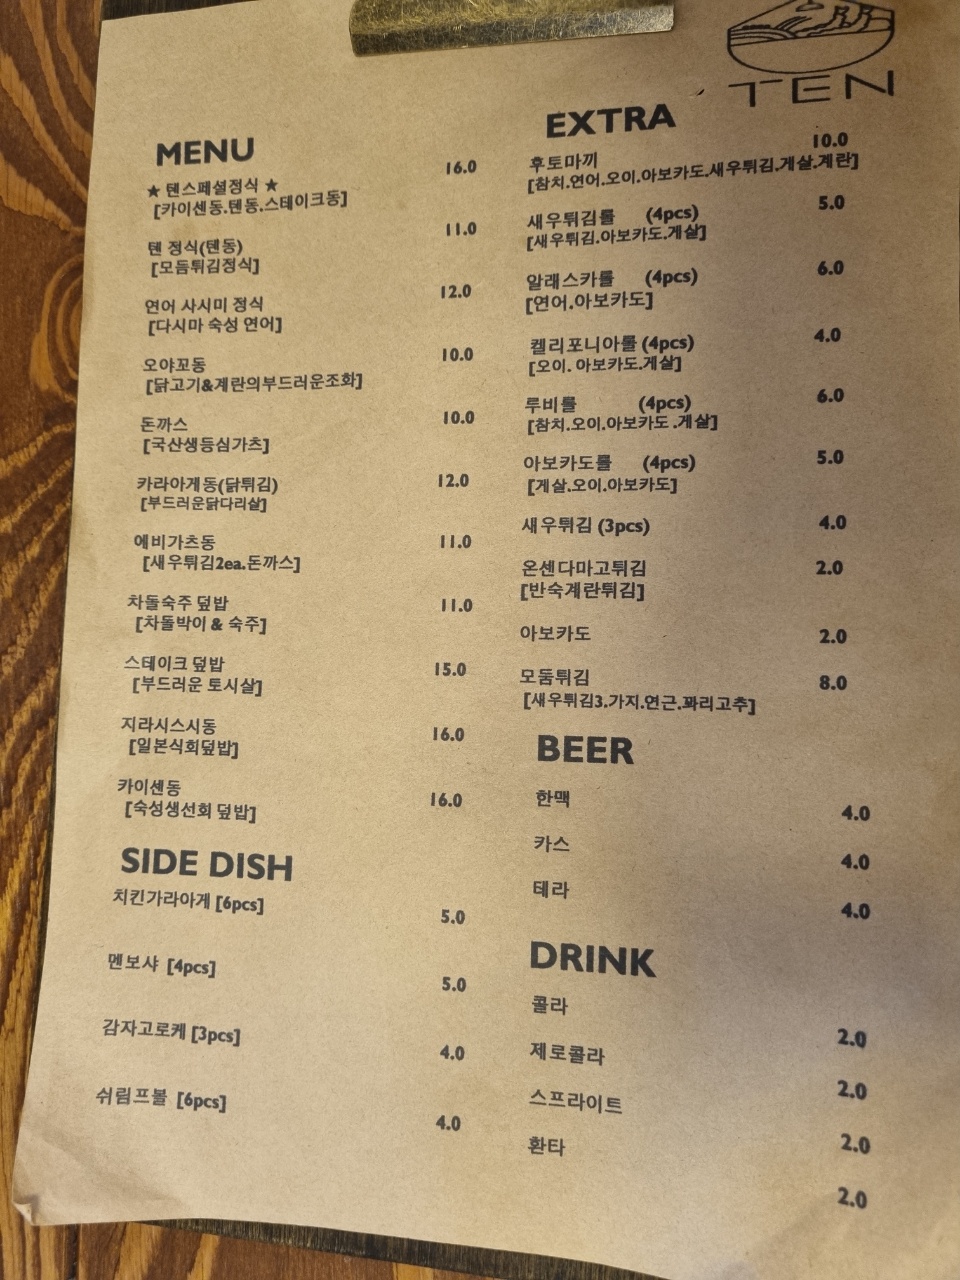 TEN
MENU
★ 텐스페셜정식 ★ 16.0
[카이센동.텐동.스테이크동]
텐 정식(텐동) 11.0
[모듬튀김정식]
연어 사시미 정식 12.0
[다시마 숙성 연어]
오야꼬동 10.0
[닭고기&계란의부드러운조화]
돈까스 10.0
[국산생등심가츠]
카라아게동(닭튀김) 12.0
[부드러운닭다리살]
에비가츠동 11.0
[새우튀김2ea.돈까스]
차돌숙주 덮밥 11.0
[차돌박이 & 숙주]
스테이크 덮밥 15.0
[부드러운 토시살]
지라시스시동 16.0
[일본식회덮밥]
카이센동 16.0
[숙성생선회 덮밥]
SIDE DISH
치킨가라아게 [6pcs] 5.0
멘보샤 [4pcs] 5.0
감자고로케 [3pcs] 4.0
쉬림프볼 [6pcs] 4.0
EXTRA
후토마끼 10.0
[참치.연어.오이.아보카도.새우튀김.게살.계란]
새우튀김롤 (4pcs) 5.0
[새우튀김.아보카도.게살]
알래스카롤 (4pcs) 6.0
[연어.아보카도]
켈리포니아롤 (4pcs) 4.0
[오이. 아보카도.게살]
루비롤 (4pcs) 6.0
[참치.오이.아보카도 .게살]
아보카도롤 (4pcs) 5.0
[게살.오이.아보카도]
새우튀김 (3pcs) 4.0
온센다마고튀김 2.0
[반숙계란튀김]
아보카도 2.0
모둠튀김 8.0
[새우튀김3.가지.연근.꽈리고추]
BEER
한맥 4.0
카스 4.0
테라 4.0
DRINK
콜라 2.0
제로콜라 2.0
스프라이트 2.0
환타 2.0